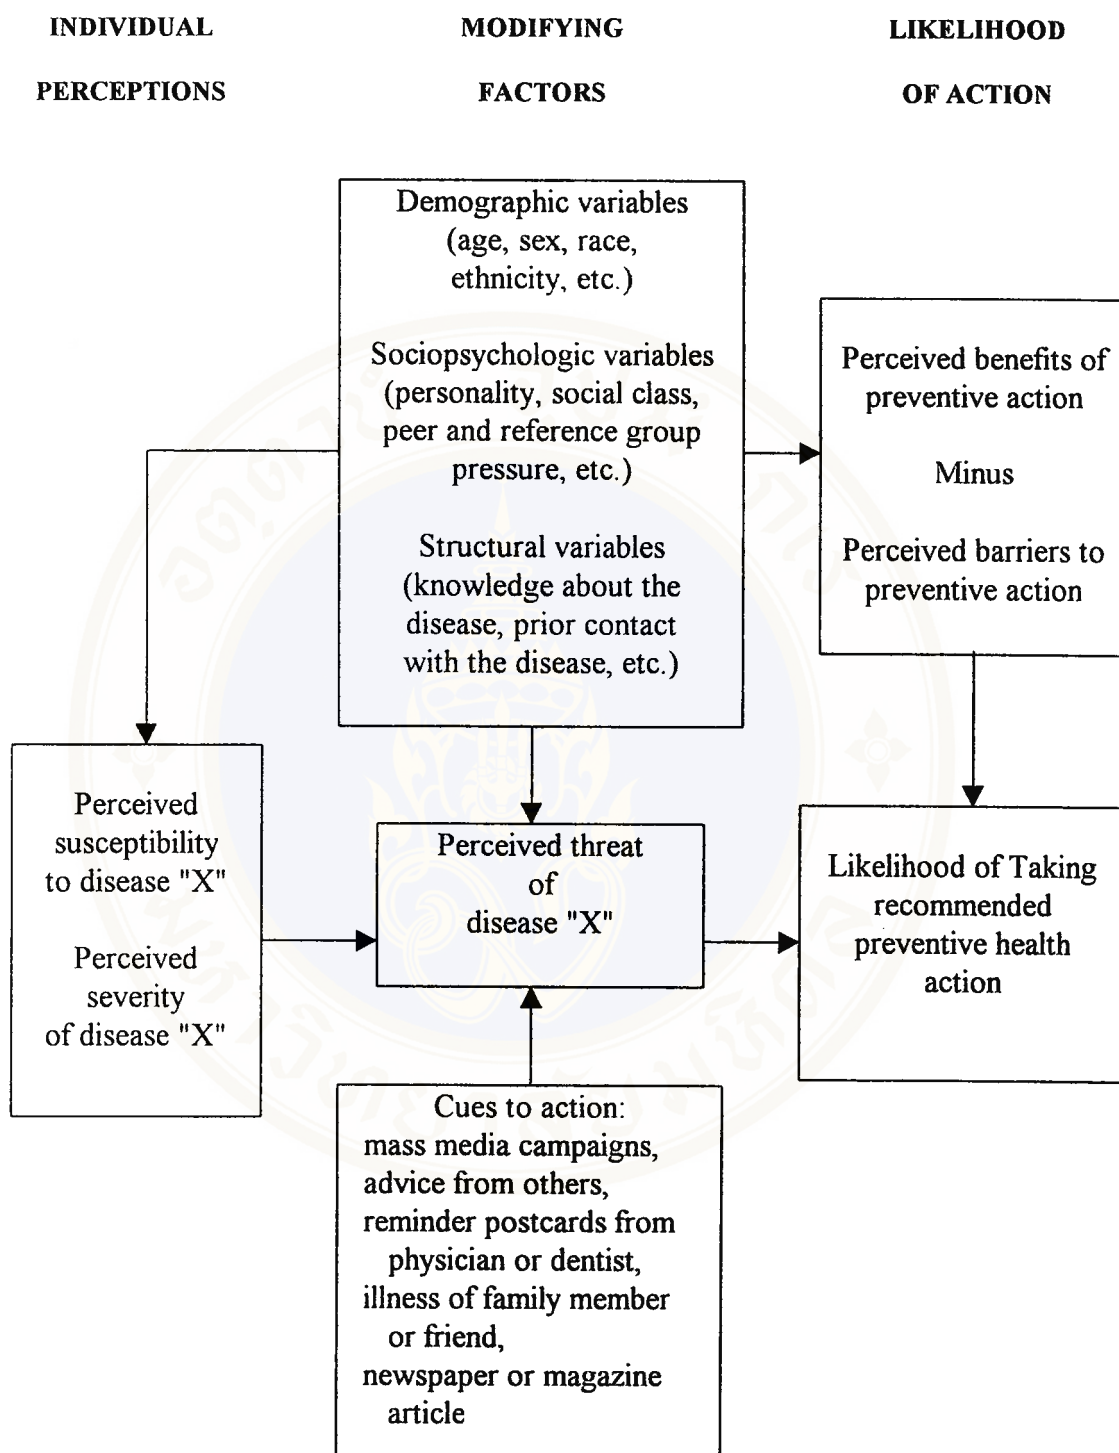 INDIVIDUAL
PERCEPTIONS
MODIFYING
FACTORS
LIKELIHOOD
OF ACTION
Demographic variables
(age, sex, race,
ethnicity, etc.)
Sociopsychologic variables
(personality, social class,
peer and reference group
pressure, etc.)
Structural variables
(knowledge about the
disease, prior contact
with the disease, etc.)
Perceived benefits of
preventive action
Minus
Perceived barriers to
preventive action
Perceived
susceptibility
to disease "X"
Perceived
severity
of disease "X"
Perceived threat
of
disease "X"
Likelihood of Taking
recommended
preventive health
action
Cues to action:
mass media campaigns,
advice from others,
reminder postcards from
physician or dentist,
illness of family member
or friend,
newspaper or magazine
article